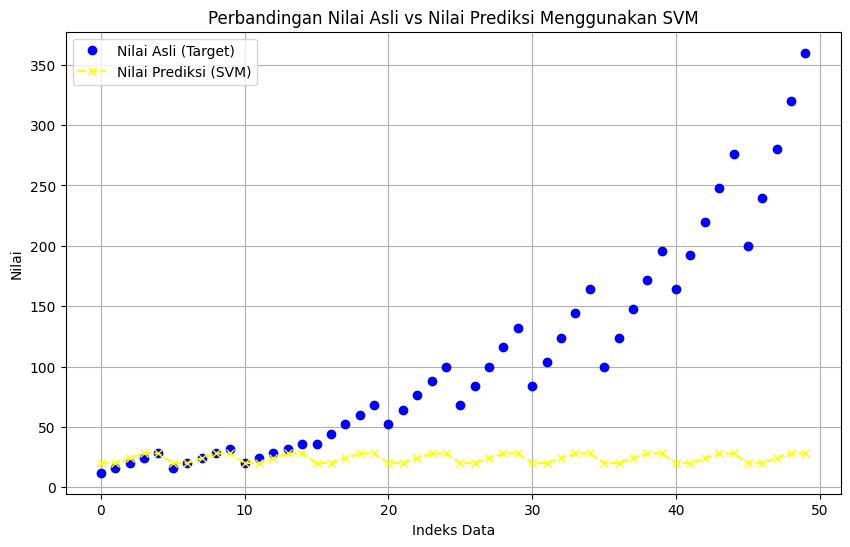 Perbandingan Nilai Asli vs Nilai Prediksi Menggunakan SVM
Nilai Asli (Target)
Nilai Prediksi (SVM)
Nilai
350
300
250
200
150
100
50
0
0
10
20
30
40
50
Indeks Data